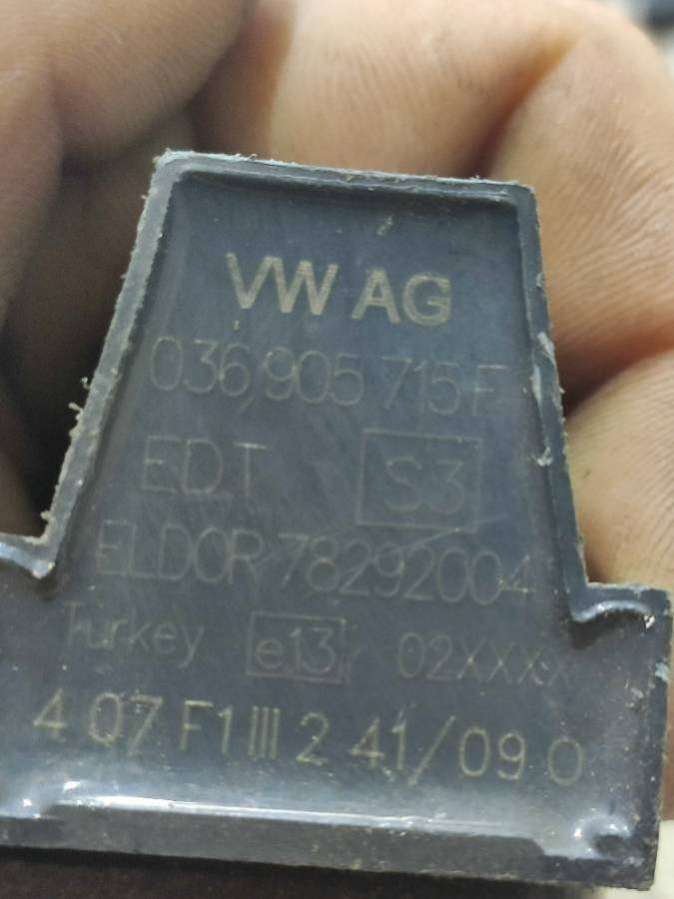 VW AG
036 905 715 F
EDT S3
ELDOR 78292004
Turkey e13 02XXXX
4 07 F1 III 2 41/09 O